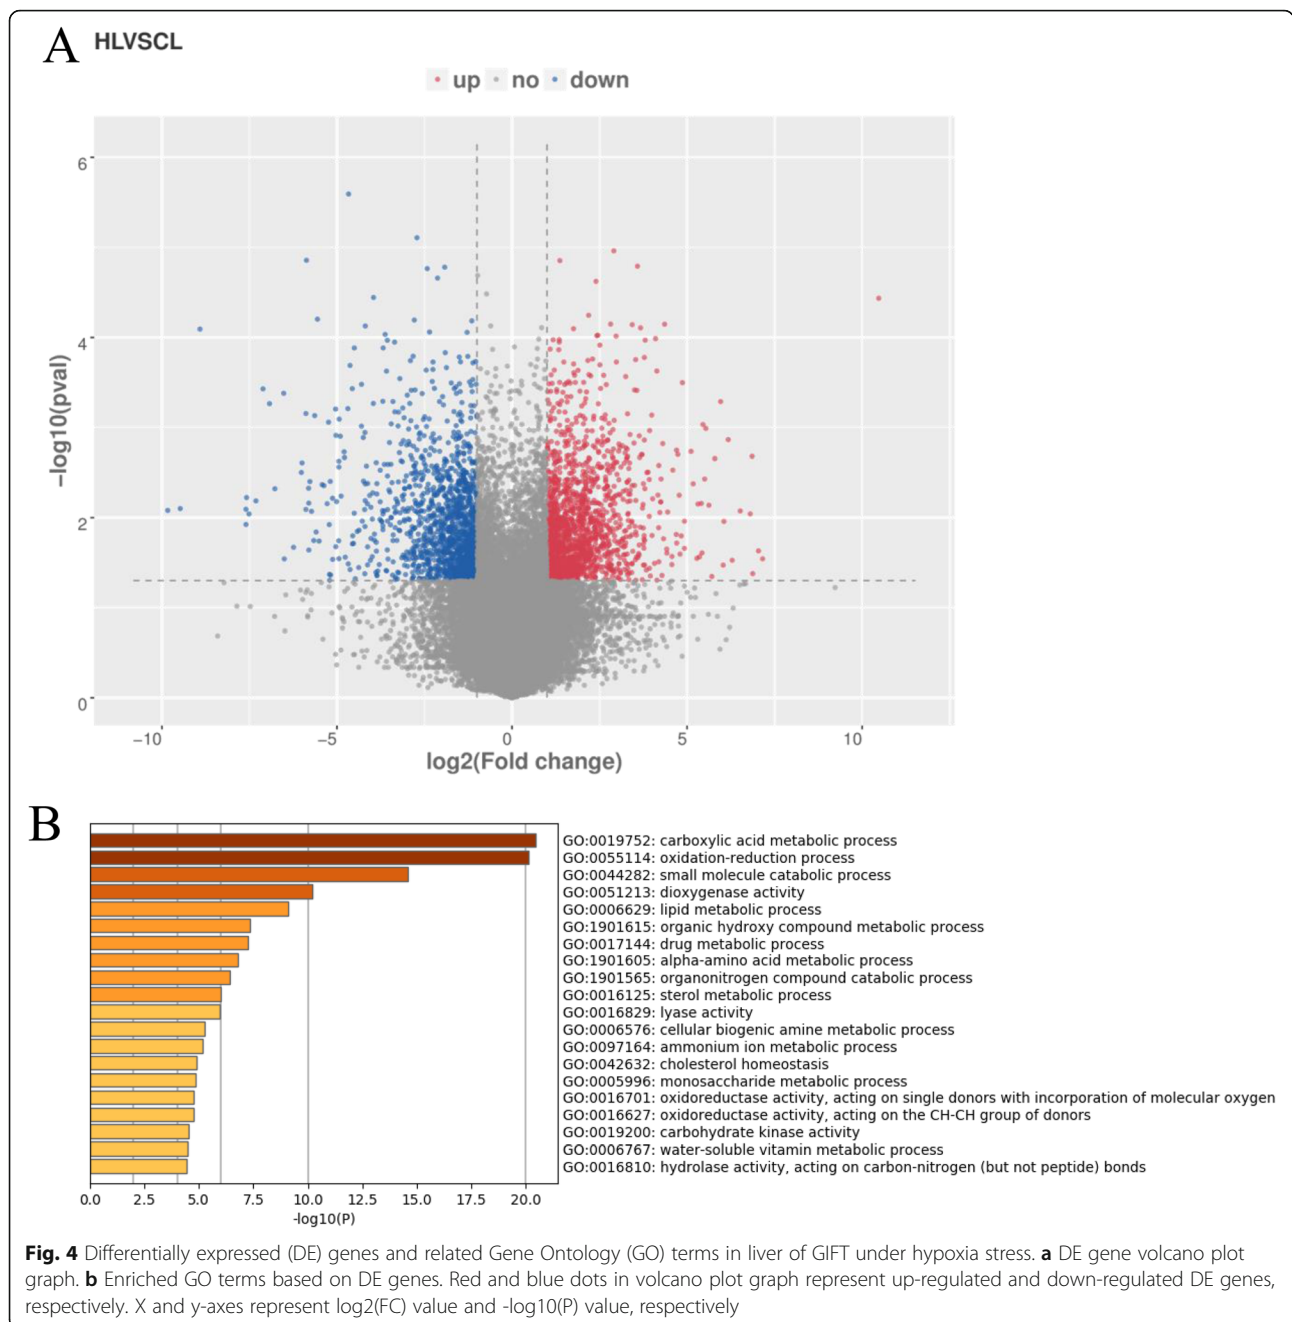 A HLVSCL
up no down
6
4
2
0
−log10(pval)
−10 −5 0 5 10
log2(Fold change)
B
GO:0019752: carboxylic acid metabolic process
GO:0055114: oxidation-reduction process
GO:0044282: small molecule catabolic process
GO:0051213: dioxygenase activity
GO:0006629: lipid metabolic process
GO:1901615: organic hydroxy compound metabolic process
GO:0017144: drug metabolic process
GO:1901605: alpha-amino acid metabolic process
GO:1901565: organonitrogen compound catabolic process
GO:0016125: sterol metabolic process
GO:0016829: lyase activity
GO:0006576: cellular biogenic amine metabolic process
GO:0097164: ammonium ion metabolic process
GO:0042632: cholesterol homeostasis
GO:0005996: monosaccharide metabolic process
GO:0016701: oxidoreductase activity, acting on single donors with incorporation of molecular oxygen
GO:0016627: oxidoreductase activity, acting on the CH-CH group of donors
GO:0019200: carbohydrate kinase activity
GO:0006767: water-soluble vitamin metabolic process
GO:0016810: hydrolase activity, acting on carbon-nitrogen (but not peptide) bonds
0.0 2.5 5.0 7.5 10.0 12.5 15.0 17.5 20.0
-log10(P)
Fig. 4 Differentially expressed (DE) genes and related Gene Ontology (GO) terms in liver of GIFT under hypoxia stress. a DE gene volcano plot
graph. b Enriched GO terms based on DE genes. Red and blue dots in volcano plot graph represent up-regulated and down-regulated DE genes,
respectively. X and y-axes represent log2(FC) value and -log10(P) value, respectively